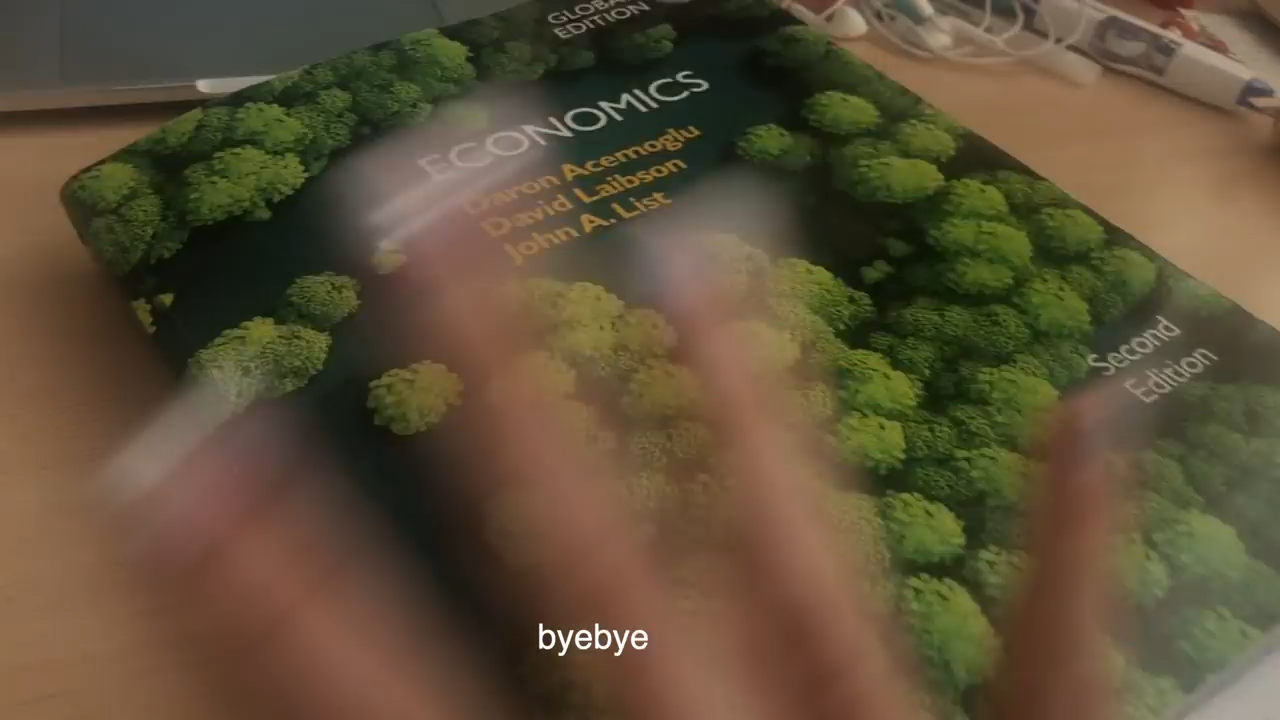 GLOBAL
EDITION
ECONOMICS
Daron Acemoglu
David Laibson
John A. List
Second
Edition
byebye